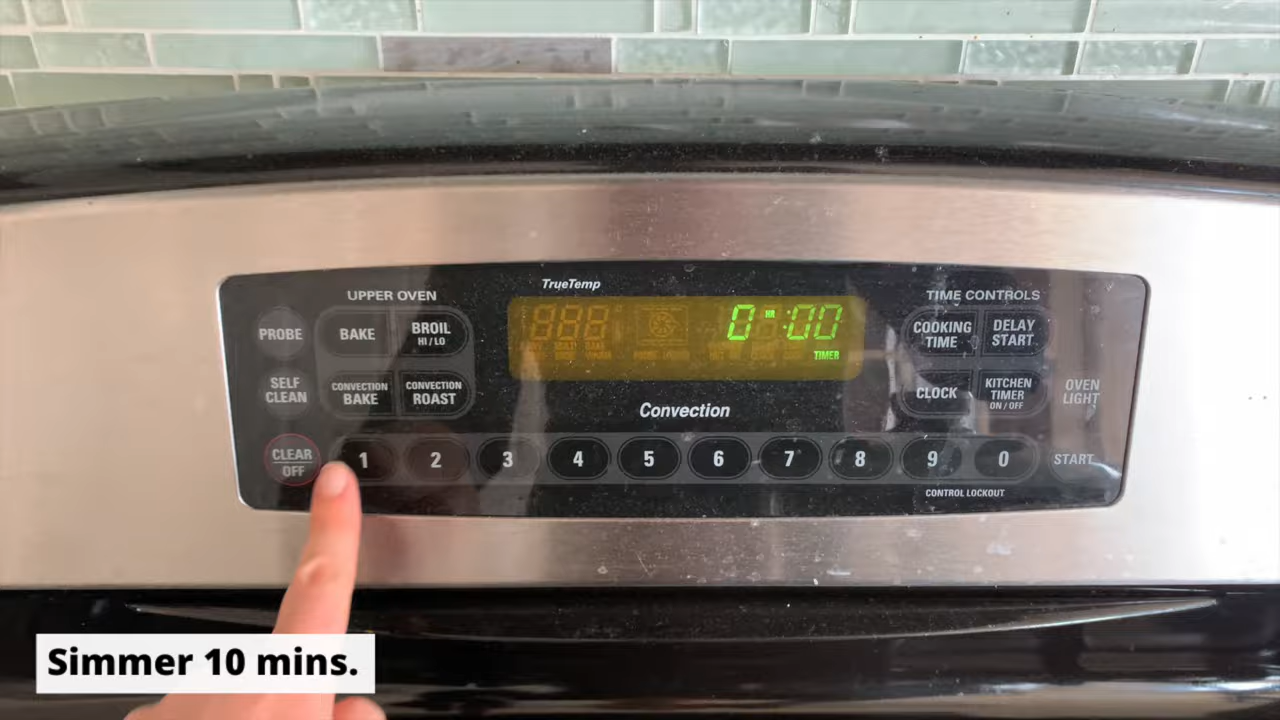 TrueTemp
UPPER OVEN
PROBE
BAKE
BROIL
HI / LO
SELF
CLEAN
CONVECTION
BAKE
CONVECTION
ROAST
CLEAR
OFF
0 HR :00
TIMER
Convection
TIME CONTROLS
COOKING
TIME
DELAY
START
CLOCK
KITCHEN
TIMER
ON / OFF
OVEN
LIGHT
1 2 3 4 5 6 7 8 9 0
START
CONTROL LOCKOUT
Simmer 10 mins.